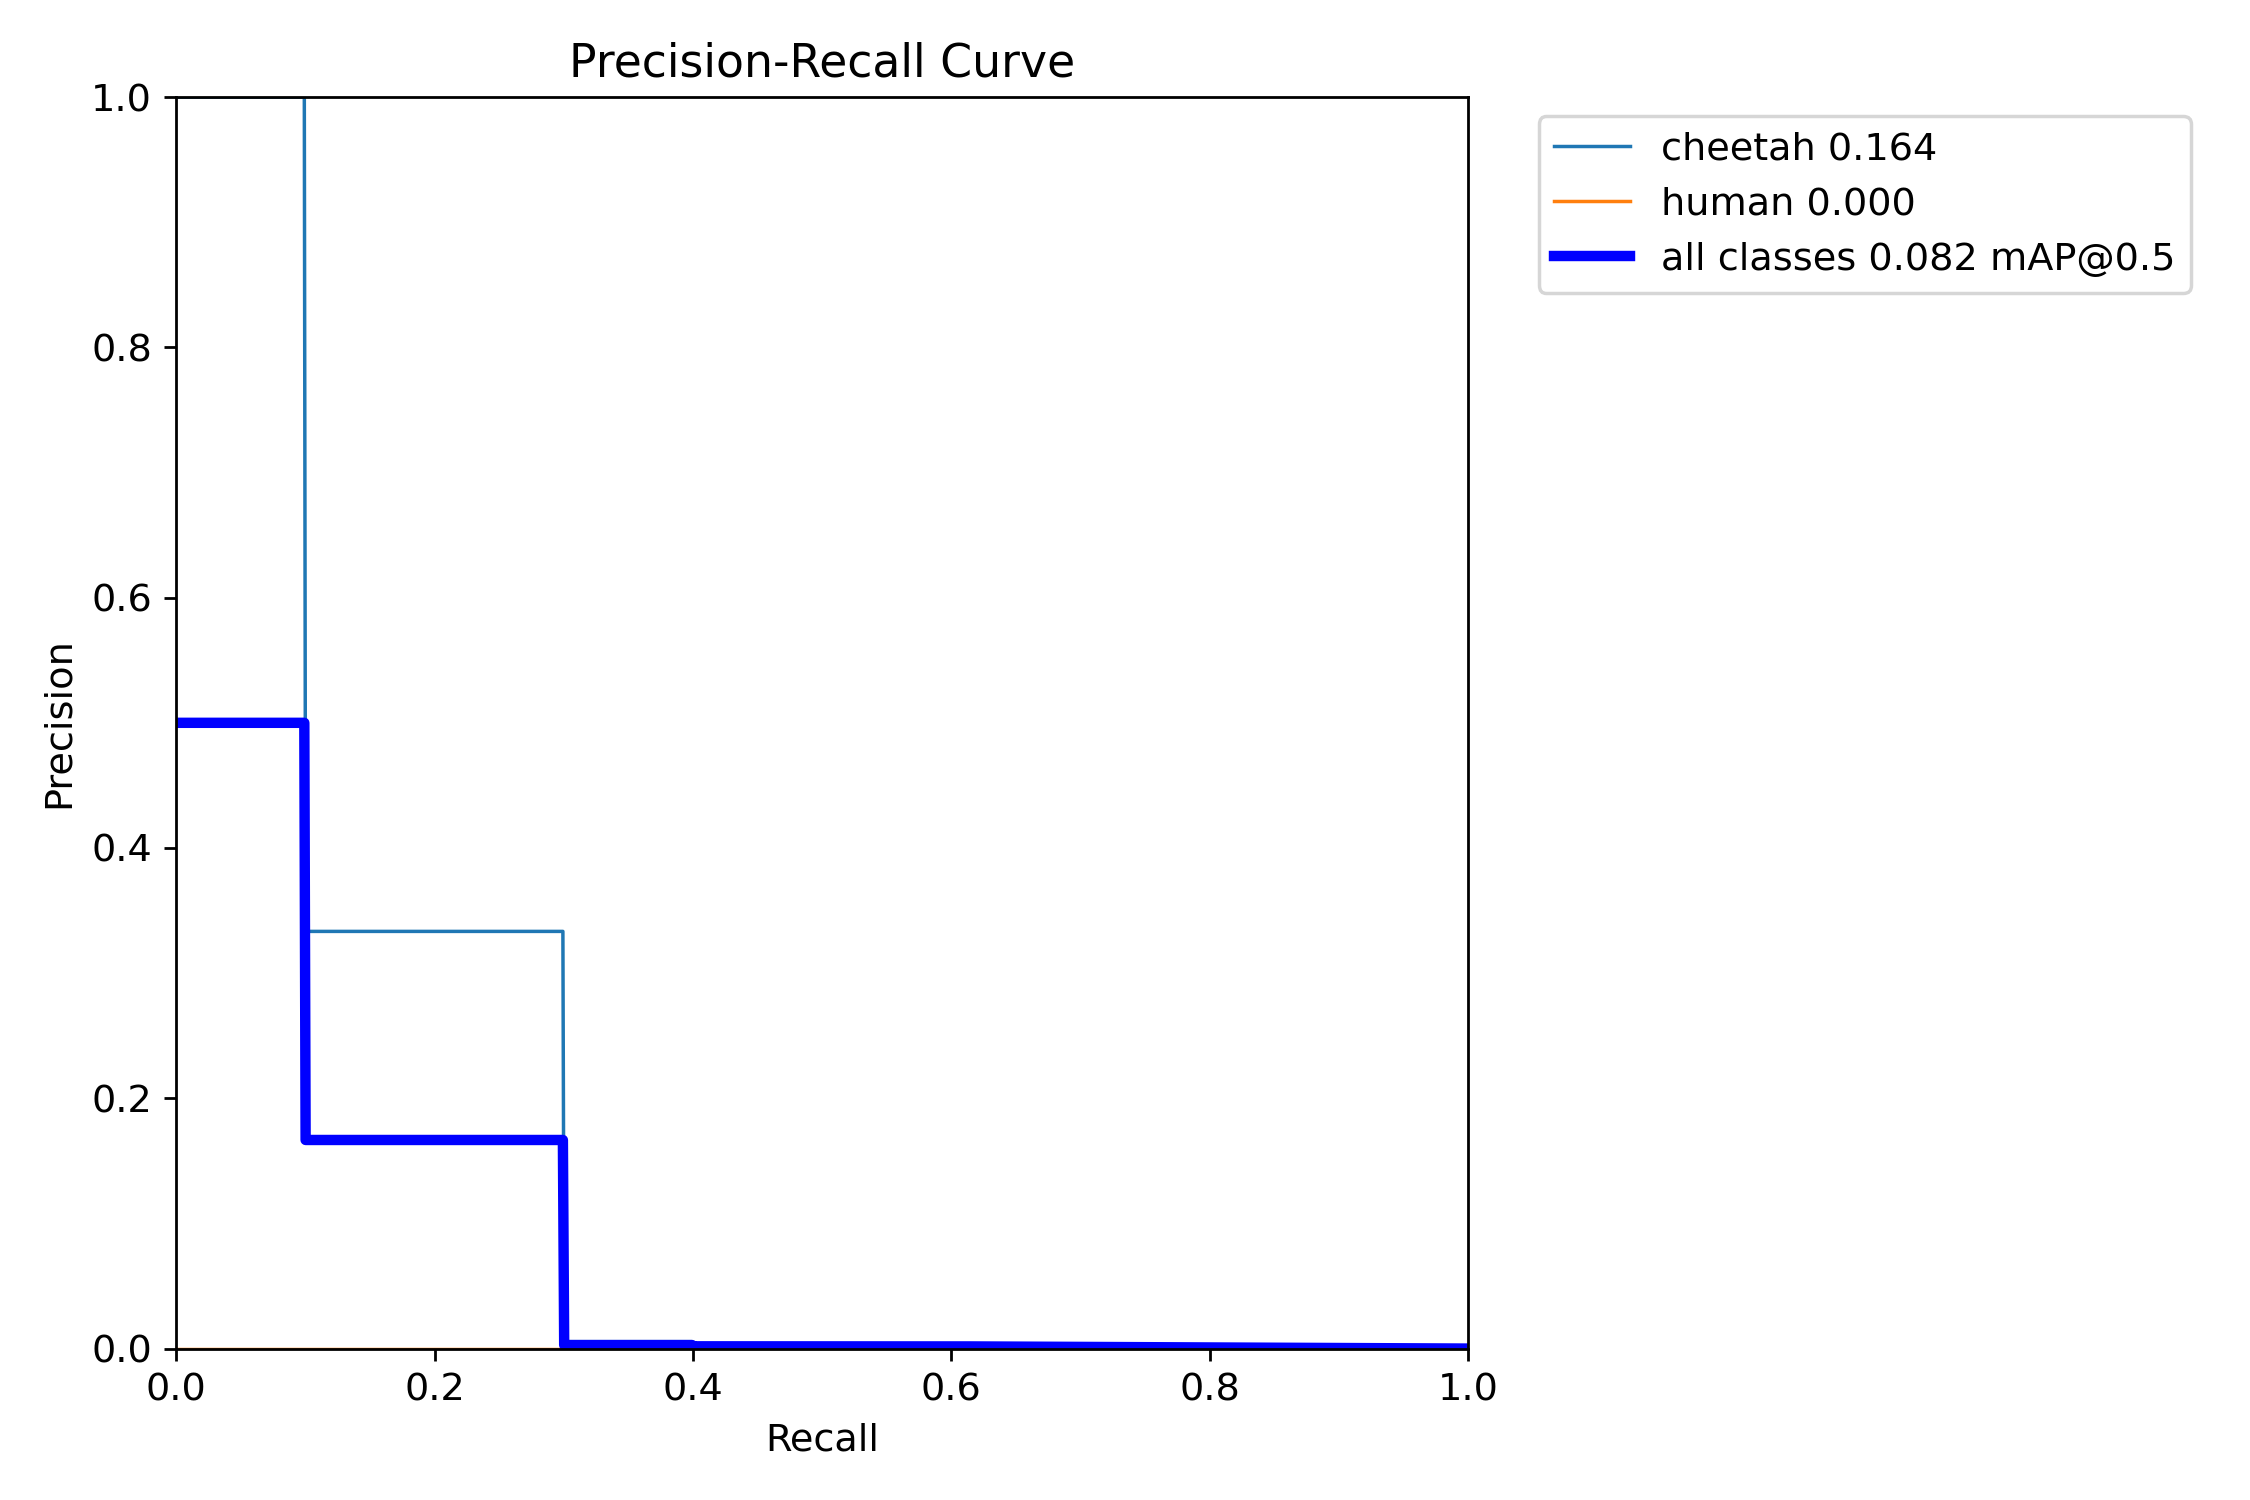 Precision-Recall Curve
1.0
0.8
0.6
0.4
0.2
0.0
Precision
0.0 0.2 0.4 0.6 0.8 1.0
Recall
cheetah 0.164
human 0.000
all classes 0.082 mAP@0.5